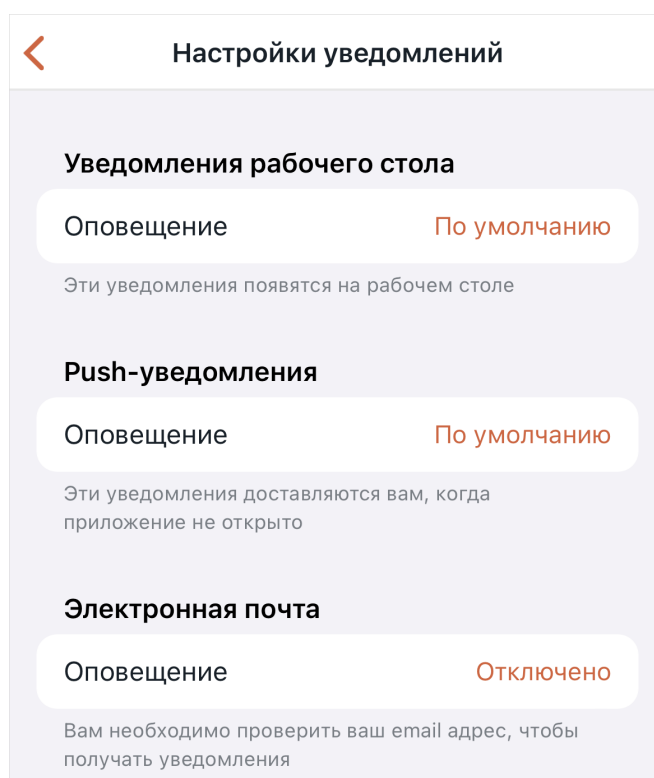 Настройки уведомлений
Уведомления рабочего стола
Оповещение По умолчанию
Эти уведомления появятся на рабочем столе
Push-уведомления
Оповещение По умолчанию
Эти уведомления доставляются вам, когда
приложение не открыто
Электронная почта
Оповещение Отключено
Вам необходимо проверить ваш email адрес, чтобы
получать уведомления